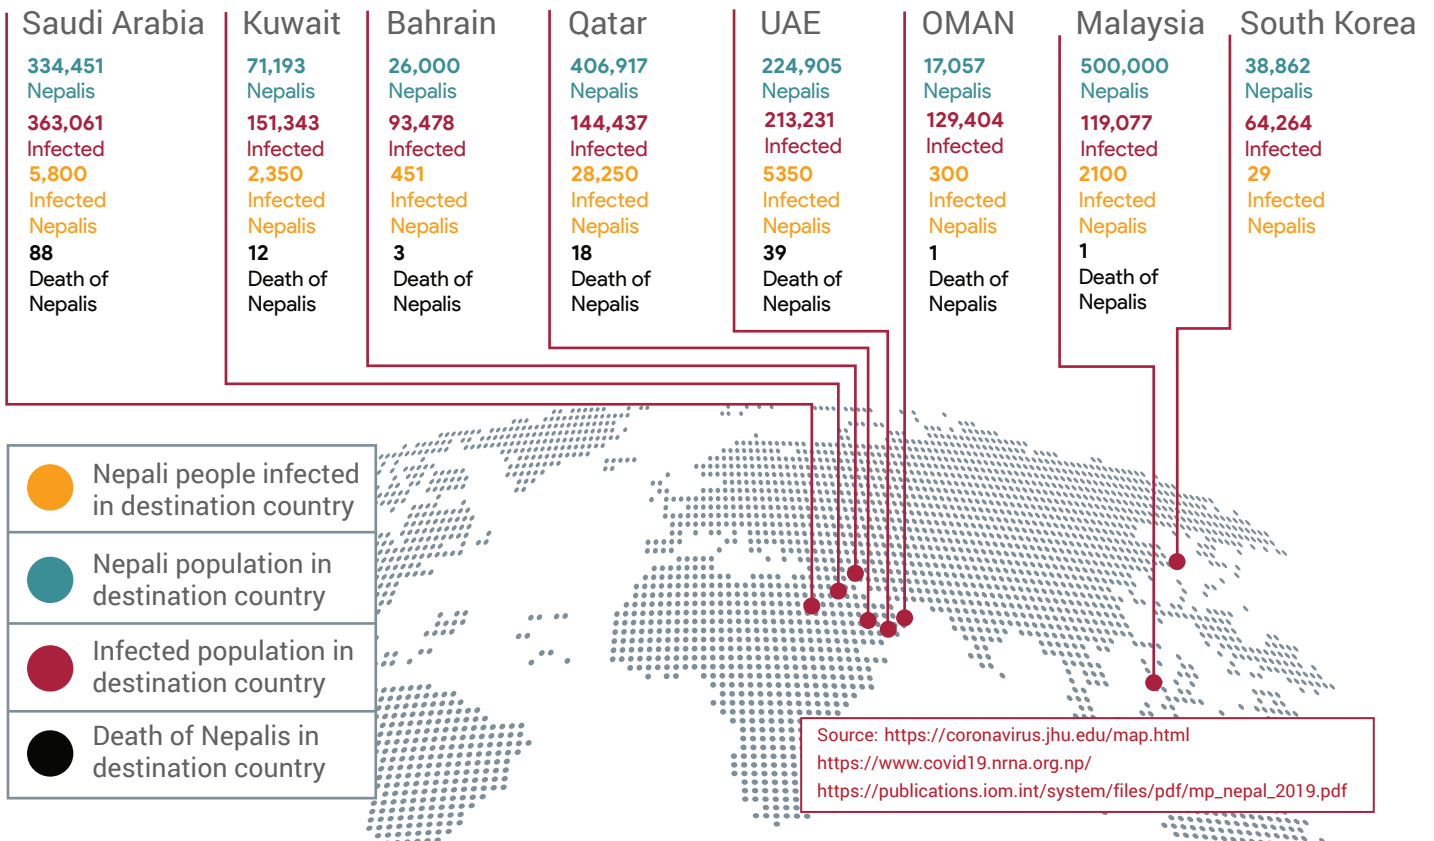 Saudi Arabia
334,451
Nepalis
363,061
Infected
5,800
Infected
Nepalis
88
Death of
Nepalis
Kuwait
71,193
Nepalis
151,343
Infected
2,350
Infected
Nepalis
12
Death of
Nepalis
Bahrain
26,000
Nepalis
93,478
Infected
451
Infected
Nepalis
3
Death of
Nepalis
Qatar
406,917
Nepalis
144,437
Infected
28,250
Infected
Nepalis
18
Death of
Nepalis
UAE
224,905
Nepalis
213,231
Infected
5350
Infected
Nepalis
39
Death of
Nepalis
OMAN
17,057
Nepalis
129,404
Infected
300
Infected
Nepalis
1
Death of
Nepalis
Malaysia
500,000
Nepalis
119,077
Infected
2100
Infected
Nepalis
1
Death of
Nepalis
South Korea
38,862
Nepalis
64,264
Infected
29
Infected
Nepalis
Nepali people infected
in destination country
Nepali population in
destination country
Infected population in
destination country
Death of Nepalis in
destination country
Source: https://coronavirus.jhu.edu/map.html
https://www.covid19.nrna.org.np/
https://publications.iom.int/system/files/pdf/mp_nepal_2019.pdf